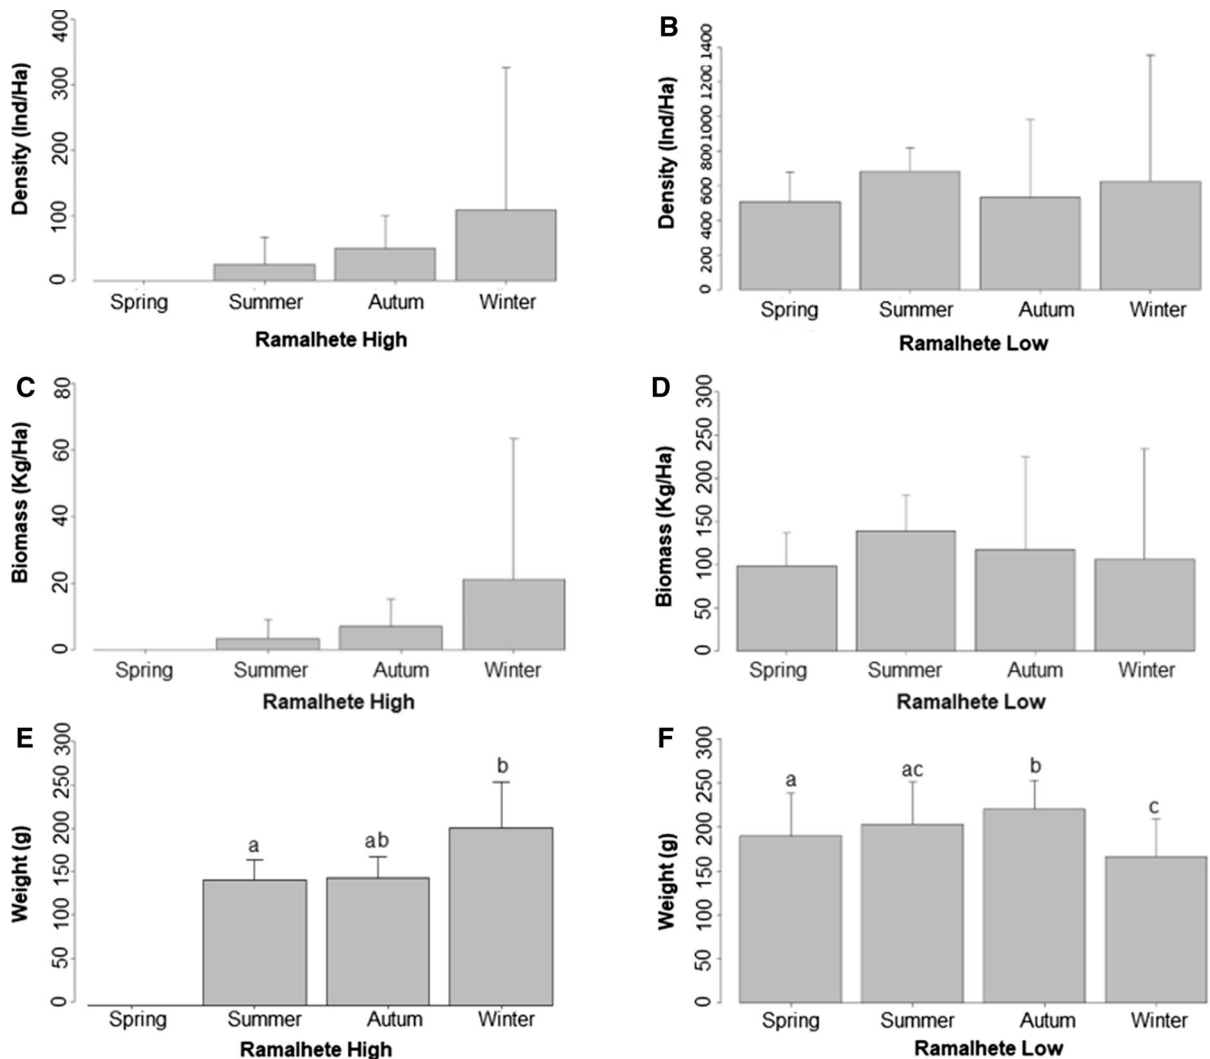 B
Density (Ind/Ha)
400
300
200
100
0
Spring Summer Autum Winter
Ramalhete High
Density (Ind/Ha)
1400
1200
1000
800
600
400
200
0
Spring Summer Autum Winter
Ramalhete Low
C
Biomass (Kg/Ha)
80
60
40
20
0
Spring Summer Autum Winter
Ramalhete High
D
Biomass (Kg/Ha)
300
250
200
150
100
50
0
Spring Summer Autum Winter
Ramalhete Low
E
Weight (g)
300
250
200
150
100
50
0
a ab b
Spring Summer Autum Winter
Ramalhete High
F
Weight (g)
300
250
200
150
100
50
0
a ac b c
Spring Summer Autum Winter
Ramalhete Low